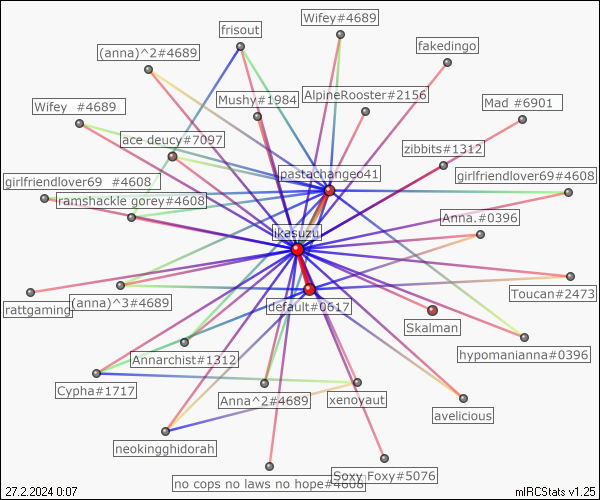 Wifey#4689
frisout
fakedingo
(anna)^2#4689
Mushy#1984
AlpineRooster#2156
Wifey  #4689
Mad #6901
ace deucy#7097
zibbits#1312
pastachangeo41
girlfriendlover69  #4608
girlfriendlover69#4608
ramshackle gorey#4608
Anna.#0396
ikasuzu
rattgaming
(anna)^3#4689
default#0617
Toucan#2473
Skalman
Annarchist#1312
hypomanianna#0396
Cypha#1717
Anna^2#4689
xenoyaut
avelicious
neokingghidorah
no cops no laws no hope#4608
Soxy Foxy#5076
27.2.2024 0:07
mIRCStats v1.25